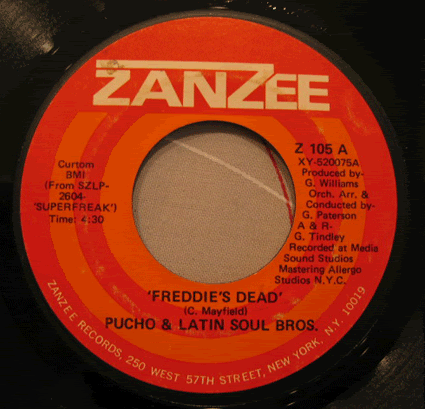 ZANZEE
Curtom
BMI
(From SZLP-
2604-
'SUPERFREAK')
Time: 4:30
Z 105 A
XY-520075A
Produced by-
G. Williams
Orch. Arr. &
Conducted by-
G. Paterson
A & R-
G. Tindley
Recorded at Media
Sound Studios
Mastering Allergo
Studios N.Y.C.
'FREDDIE'S DEAD'
(C. Mayfield)
PUCHO & LATIN SOUL BROS.
ZANZEE RECORDS, 250 WEST 57TH STREET, NEW YORK, N.Y. 10019